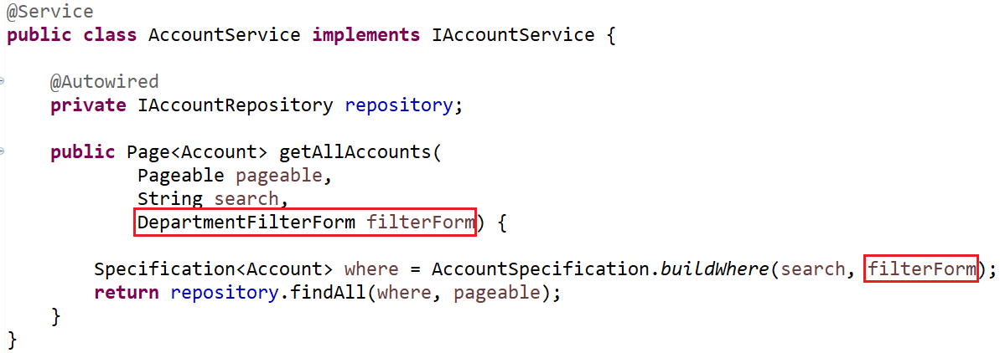 @Service
public class AccountService implements IAccountService {
@Autowired
private IAccountRepository repository;
public Page<Account> getAllAccounts(
Pageable pageable,
String search,
DepartmentFilterForm filterForm) {
Specification<Account> where = AccountSpecification.buildWhere(search, filterForm);
return repository.findAll(where, pageable);
}
}